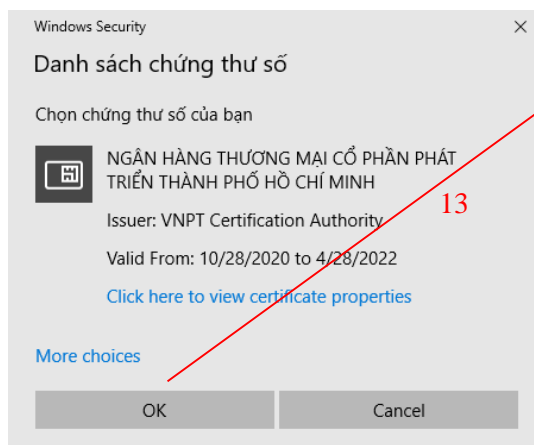 Windows Security
Danh sách chứng thư số
Chọn chứng thư số của bạn
NGÂN HÀNG THƯƠNG MẠI CỔ PHẦN PHÁT
TRIỂN THÀNH PHỐ HỒ CHÍ MINH
13
Issuer: VNPT Certification Authority
Valid From: 10/28/2020 to 4/28/2022
Click here to view certificate properties
More choices
OK
Cancel